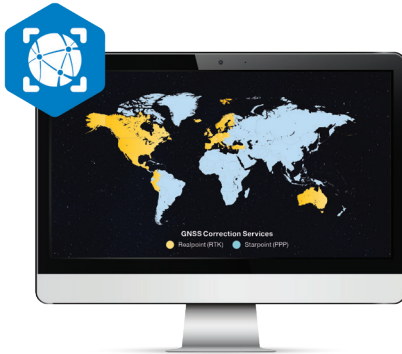 GNSS Correction Services
Realpoint (RTK) Starpoint (PPP)